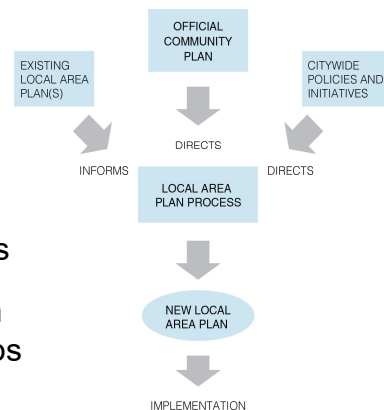 OFFICIAL
COMMUNITY
PLAN
EXISTING
LOCAL AREA
PLAN(S)
CITYWIDE
POLICIES AND
INITIATIVES
DIRECTS
INFORMS
DIRECTS
LOCAL AREA
PLAN PROCESS
NEW LOCAL
AREA PLAN
IMPLEMENTATION